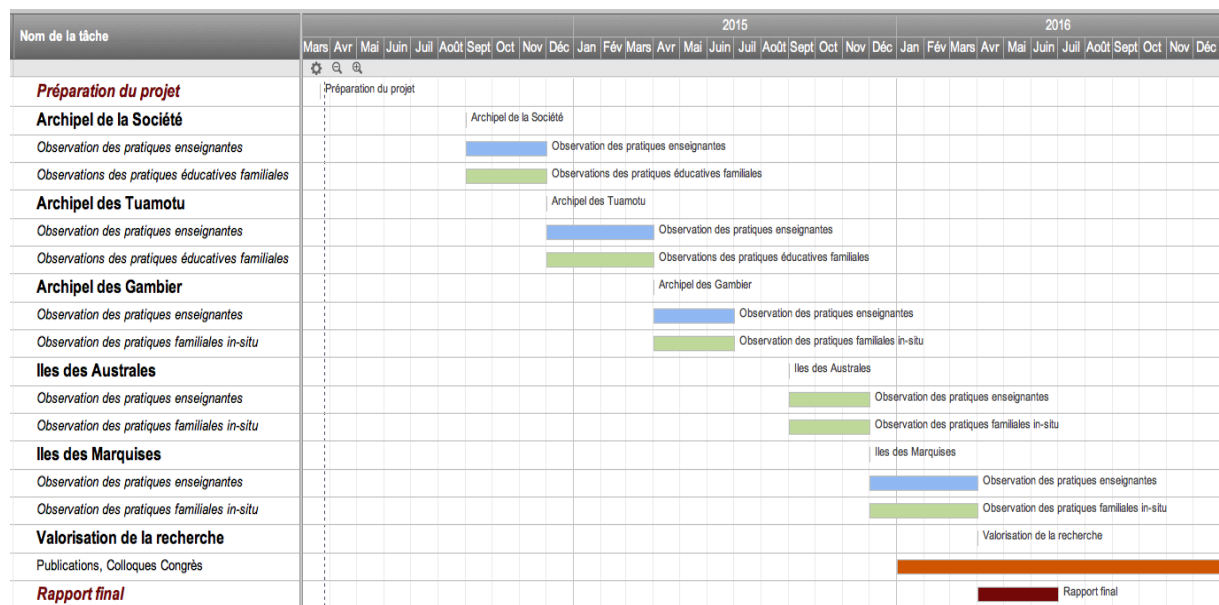 2015 2016
Nom de la tâche
Mars Avr Mai Juin Juil Août Sept Oct Nov Déc Jan Fév Mars Avr Mai Juin Juil Août Sept Oct Nov Déc Jan Fév Mars Avr Mai Juin Juil Août Sept Oct Nov Déc
Préparation du projet Préparation du projet
Archipel de la Société Archipel de la Société
Observation des pratiques enseignantes Observation des pratiques enseignantes
Observations des pratiques éducatives familiales Observations des pratiques éducatives familiales
Archipel des Tuamotu Archipel des Tuamotu
Observation des pratiques enseignantes Observation des pratiques enseignantes
Observations des pratiques éducatives familiales Observations des pratiques éducatives familiales
Archipel des Gambier Archipel des Gambier
Observation des pratiques enseignantes Observation des pratiques enseignantes
Observation des pratiques familiales in-situ Observation des pratiques familiales in-situ
Iles des Australes Iles des Australes
Observation des pratiques enseignantes Observation des pratiques enseignantes
Observation des pratiques familiales in-situ Observation des pratiques familiales in-situ
Iles des Marquises Iles des Marquises
Observation des pratiques enseignantes Observation des pratiques enseignantes
Observation des pratiques familiales in-situ Observation des pratiques familiales in-situ
Valorisation de la recherche Valorisation de la recherche
Publications, Colloques Congrès
Rapport final Rapport final